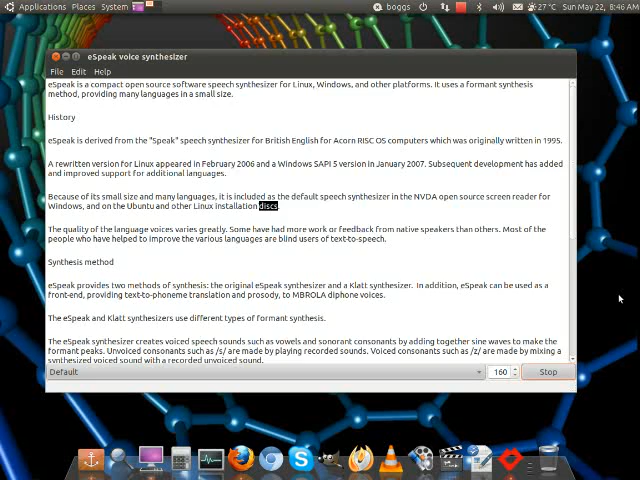 Applications Places System
boggs
27 °C
Sun May 22, 8:46 AM
eSpeak voice synthesizer
File Edit Help
eSpeak is a compact open source software speech synthesizer for Linux, Windows, and other platforms. It uses a formant synthesis
method, providing many languages in a small size.
History
eSpeak is derived from the "Speak" speech synthesizer for British English for Acorn RISC OS computers which was originally written in 1995.
A rewritten version for Linux appeared in February 2006 and a Windows SAPI 5 version in January 2007. Subsequent development has added
and improved support for additional languages.
Because of its small size and many languages, it is included as the default speech synthesizer in the NVDA open source screen reader for
Windows, and on the Ubuntu and other Linux installation discs.
The quality of the language voices varies greatly. Some have had more work or feedback from native speakers than others. Most of the
people who have helped to improve the various languages are blind users of text-to-speech.
Synthesis method
eSpeak provides two methods of synthesis: the original eSpeak synthesizer and a Klatt synthesizer. In addition, eSpeak can be used as a
front-end, providing text-to-phoneme translation and prosody, to MBROLA diphone voices.
The eSpeak and Klatt synthesizers use different types of formant synthesis.
The eSpeak synthesizer creates voiced speech sounds such as vowels and sonorant consonants by adding together sine waves to make the
formant peaks. Unvoiced consonants such as /s/ are made by playing recorded sounds. Voiced consonants such as /z/ are made by mixing a
synthesized voiced sound with a recorded unvoiced sound.
Default
160
Stop